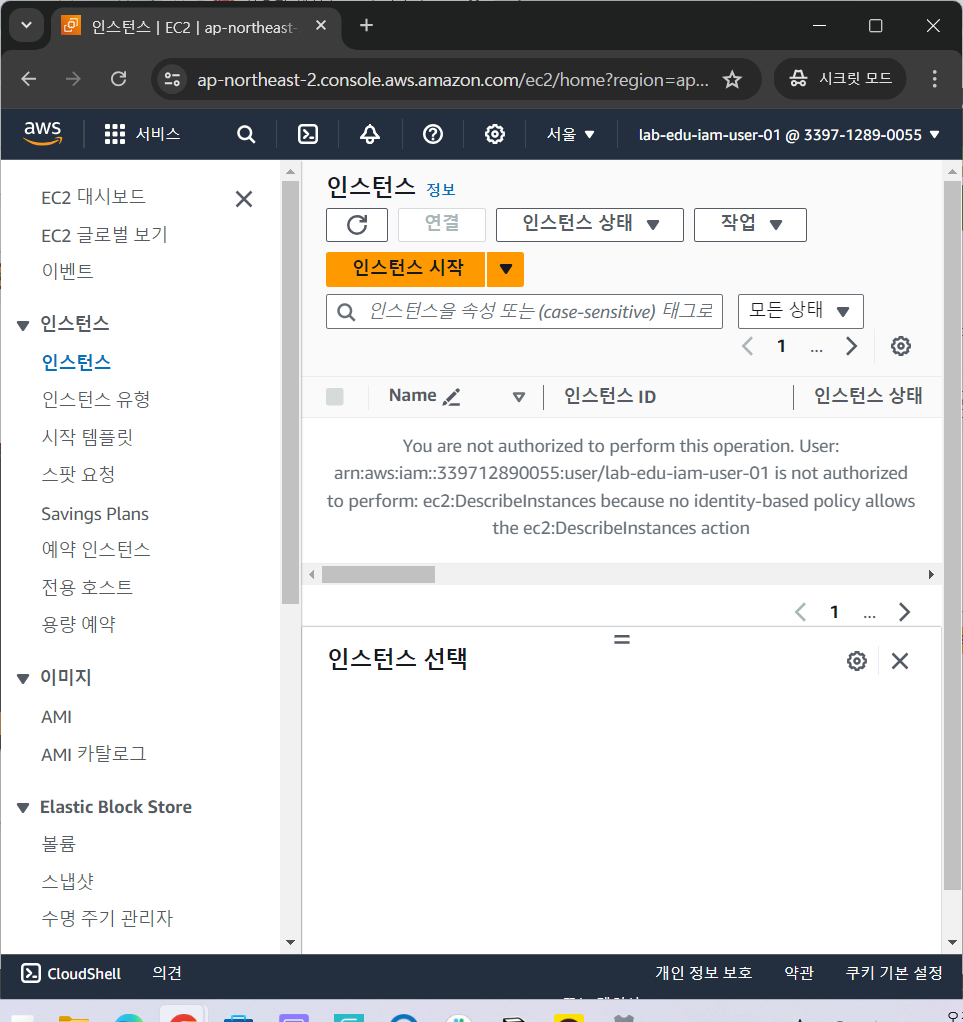 인스턴스 | EC2 | ap-northeast-
ap-northeast-2.console.aws.amazon.com/ec2/home?region=ap...
시크릿 모드
aws
서비스
서울
lab-edu-iam-user-01 @ 3397-1289-0055
EC2 대시보드
EC2 글로벌 보기
이벤트
인스턴스
인스턴스
인스턴스 유형
시작 템플릿
스팟 요청
Savings Plans
예약 인스턴스
전용 호스트
용량 예약
이미지
AMI
AMI 카탈로그
Elastic Block Store
볼륨
스냅샷
수명 주기 관리자
인스턴스 정보
연결 인스턴스 상태 작업
인스턴스 시작
인스턴스을 속성 또는 (case-sensitive) 태그로
모든 상태
1 ...
Name 인스턴스 ID 인스턴스 상태
You are not authorized to perform this operation. User:
arn:aws:iam::339712890055:user/lab-edu-iam-user-01 is not authorized
to perform: ec2:DescribeInstances because no identity-based policy allows
the ec2:DescribeInstances action
1 ...
인스턴스 선택
CloudShell 의견 개인 정보 보호 약관 쿠키 기본 설정